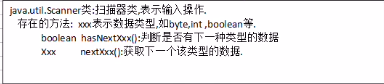 java.util.Scanner类:扫描器类,表示输入操作.
存在的方法: xxx表示数据类型,如byte,int ,boolean等.
boolean hasNextXxx():判断是否有下一种类型的数据
Xxx nextXxx():获取下一个该类型的数据.